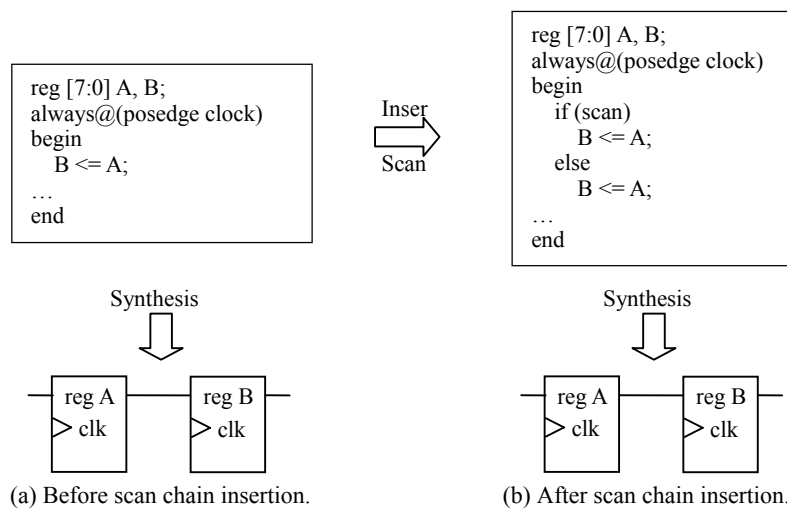 reg [7:0] A, B;
always@(posedge clock)
begin
B <= A;
…
end
Inser
Scan
reg [7:0] A, B;
always@(posedge clock)
begin
if (scan)
B <= A;
else
B <= A;
…
end
Synthesis
Synthesis
reg A
clk
reg B
clk
reg A
clk
reg B
clk
(a) Before scan chain insertion.
(b) After scan chain insertion.